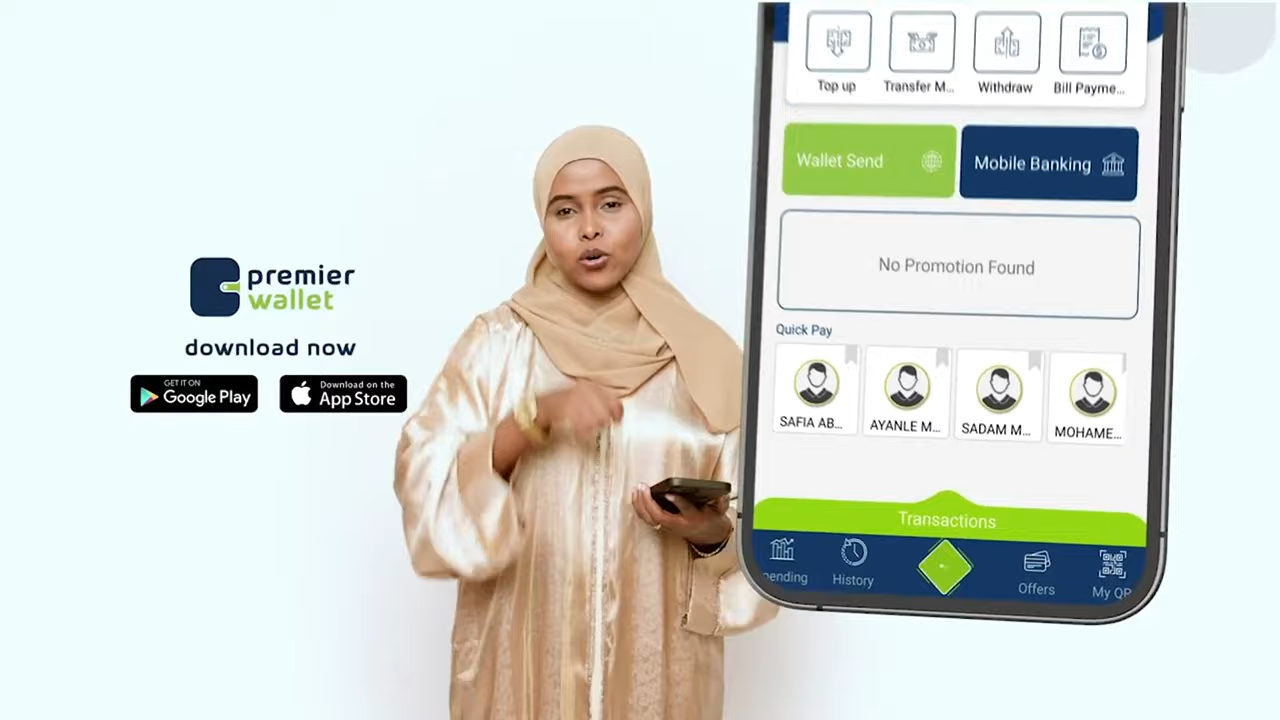 premier
wallet
download now
GET IT ON
Google Play
Download on the
App Store
Top up
Transfer M...
Withdraw
Bill Payme...
Wallet Send
Mobile Banking
No Promotion Found
Quick Pay
SAFIA AB...
AYANLE M...
SADAM M...
MOHAME...
Transactions
pending
History
Offers
My QR